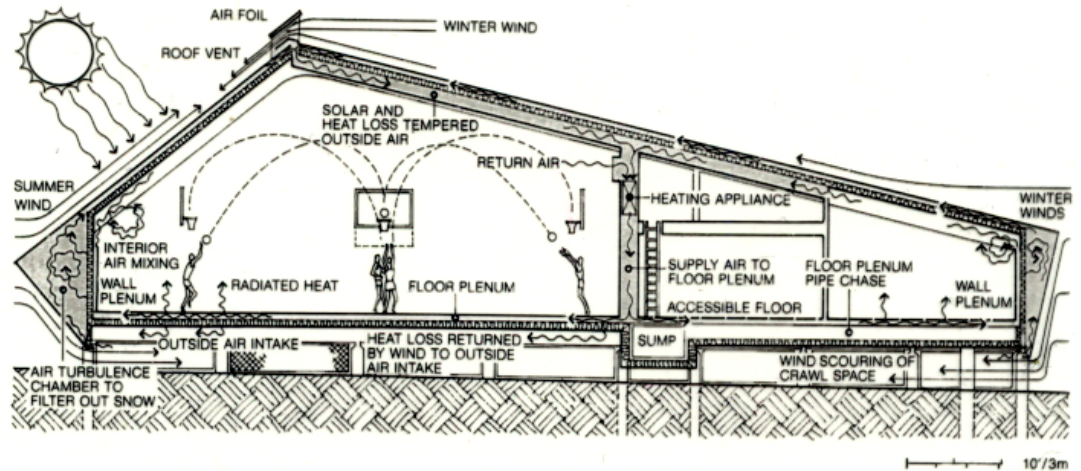 AIR FOIL
WINTER WIND
ROOF VENT
SOLAR AND
HEAT LOSS TEMPERED
OUTSIDE AIR
RETURN AIR
SUMMER
WIND
HEATING APPLIANCE
WINTER
WINDS
INTERIOR
AIR MIXING
WALL
PLENUM
RADIATED HEAT
FLOOR PLENUM
SUPPLY AIR TO
FLOOR PLENUM
FLOOR PLENUM
PIPE CHASE
WALL
PLENUM
ACCESSIBLE FLOOR
OUTSIDE AIR INTAKE
HEAT LOSS RETURNED
BY WIND TO OUTSIDE
AIR INTAKE
SUMP
WIND SCOURING OF
CRAWL SPACE
AIR TURBULENCE
CHAMBER TO
FILTER OUT SNOW
10'/3m